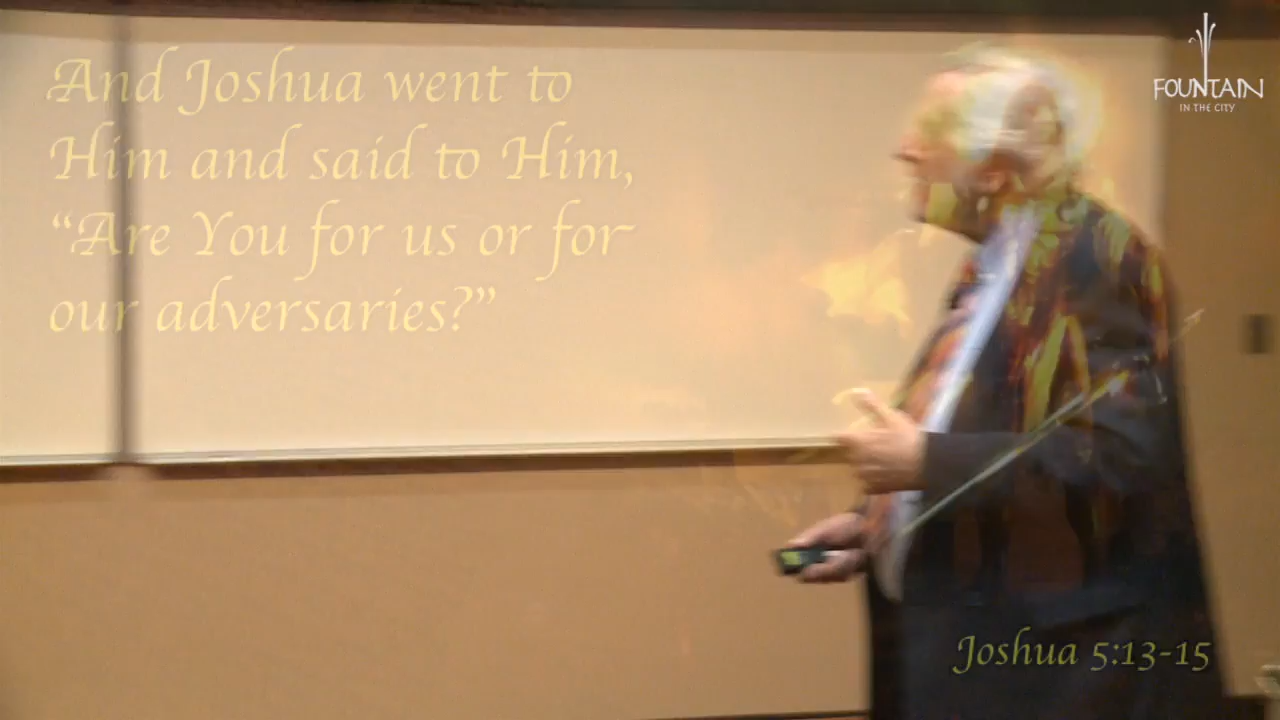 And Joshua went to
Him and said to Him,
“Are You for us or for
our adversaries?”
FOUNTAIN
IN THE CITY
Joshua 5:13-15